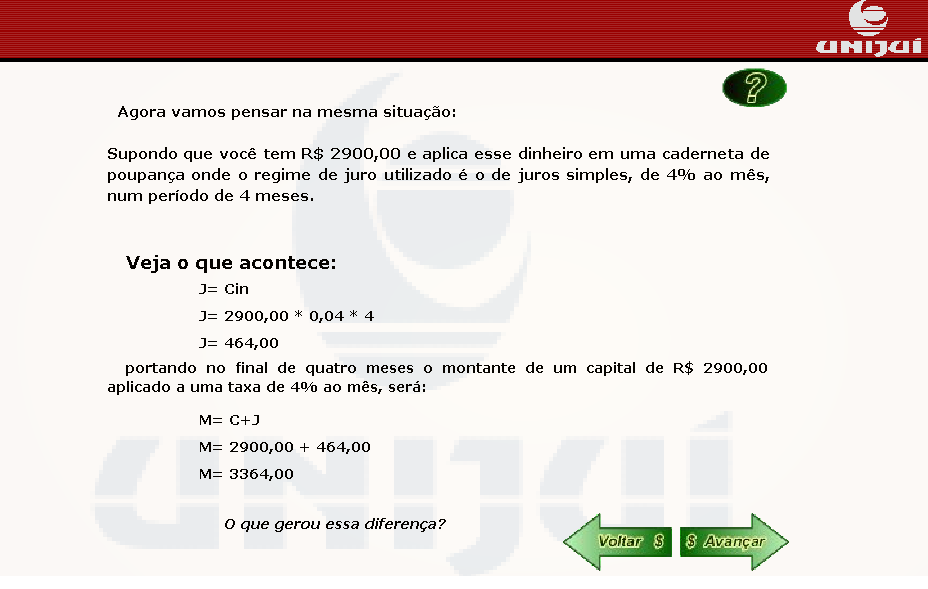 UNIJUÍ
?
Agora vamos pensar na mesma situação:
Supondo que você tem R$ 2900,00 e aplica esse dinheiro em uma caderneta de
poupança onde o regime de juro utilizado é o de juros simples, de 4% ao mês,
num período de 4 meses.
Veja o que acontece:
J= Cin
J= 2900,00 * 0,04 * 4
J= 464,00
portando no final de quatro meses o montante de um capital de R$ 2900,00
aplicado a uma taxa de 4% ao mês, será:
M= C+J
M= 2900,00 + 464,00
M= 3364,00
UNIJUÍ
O que gerou essa diferença?
Voltar $
$ Avançar